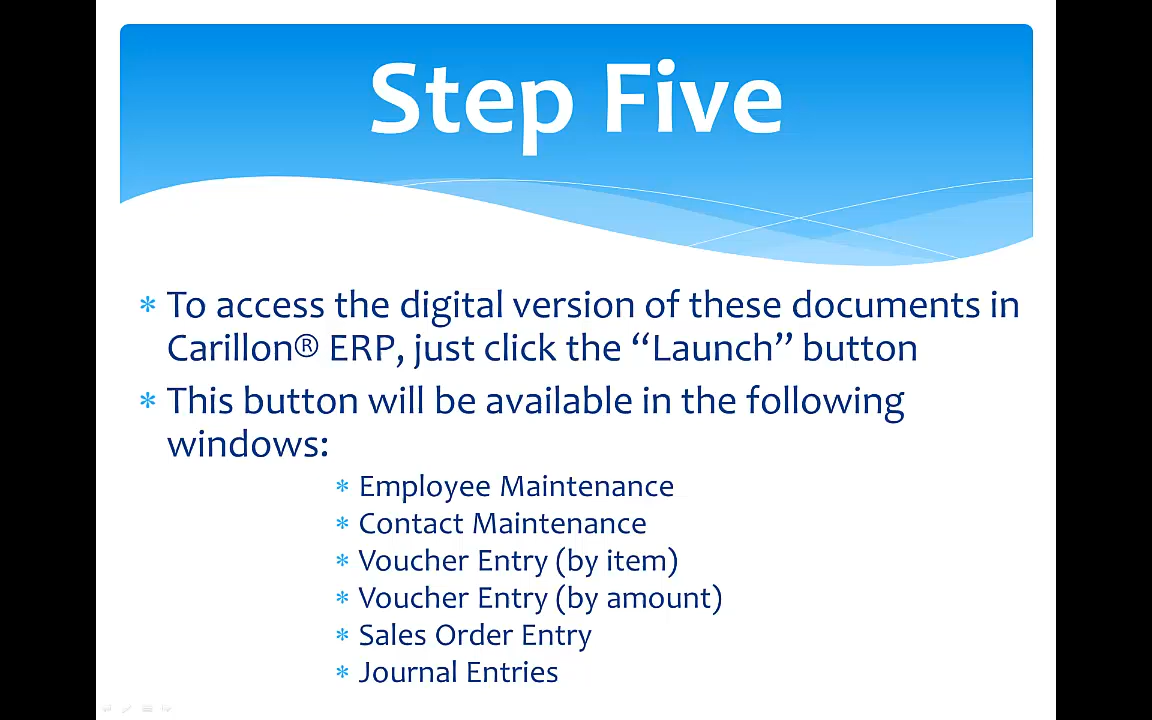 Step Five
* To access the digital version of these documents in
Carillon® ERP, just click the “Launch” button
* This button will be available in the following
windows:
* Employee Maintenance
* Contact Maintenance
* Voucher Entry (by item)
* Voucher Entry (by amount)
* Sales Order Entry
* Journal Entries